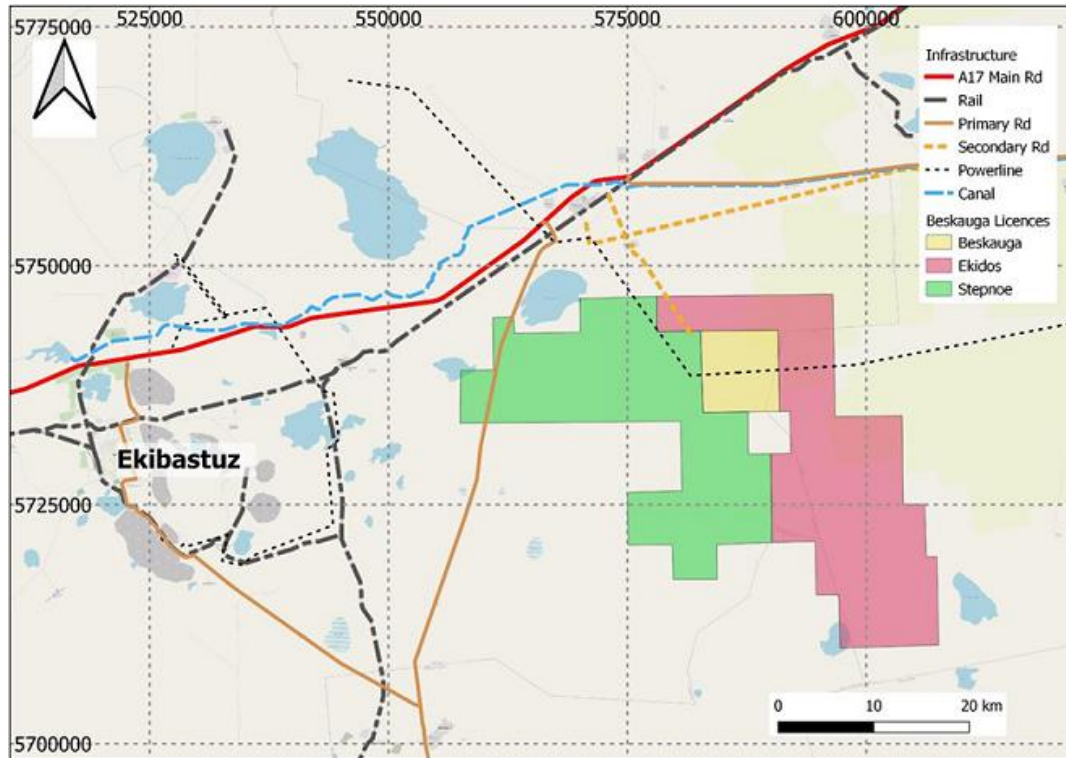 525000 550000 575000 600000
5775000
5750000
5725000
5700000
Infrastructure
A17 Main Rd
Rail
Primary Rd
Secondary Rd
Powerline
Canal
Beskauga Licences
Beskauga
Ekidos
Stepnoe
Ekibastuz
0 10 20 km